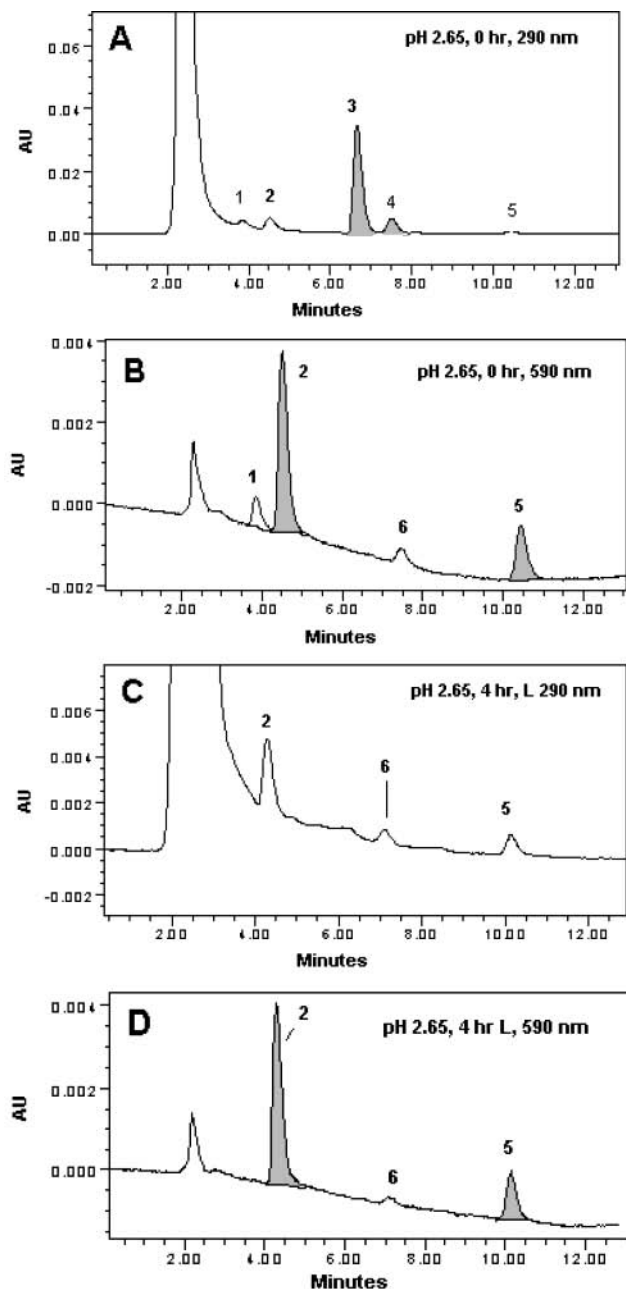 A
pH 2.65, 0 hr, 290 nm
0.06
0.04
0.02
0.00
AU
1
2
3
4
5
2.00 4.00 6.00 8.00 10.00 12.00
Minutes
B
pH 2.65, 0 hr, 590 nm
0.004
0.002
0.000
-0.002
AU
1
2
6
5
2.00 4.00 6.00 8.00 10.00 12.00
Minutes
C
pH 2.65, 4 hr, L 290 nm
0.006
0.004
0.002
0.000
-0.002
AU
2
6
5
2.00 4.00 6.00 8.00 10.00 12.00
Minutes
D
pH 2.65, 4 hr L, 590 nm
0.004
0.002
0.000
AU
2
6
5
2.00 4.00 6.00 8.00 10.00 12.00
Minutes